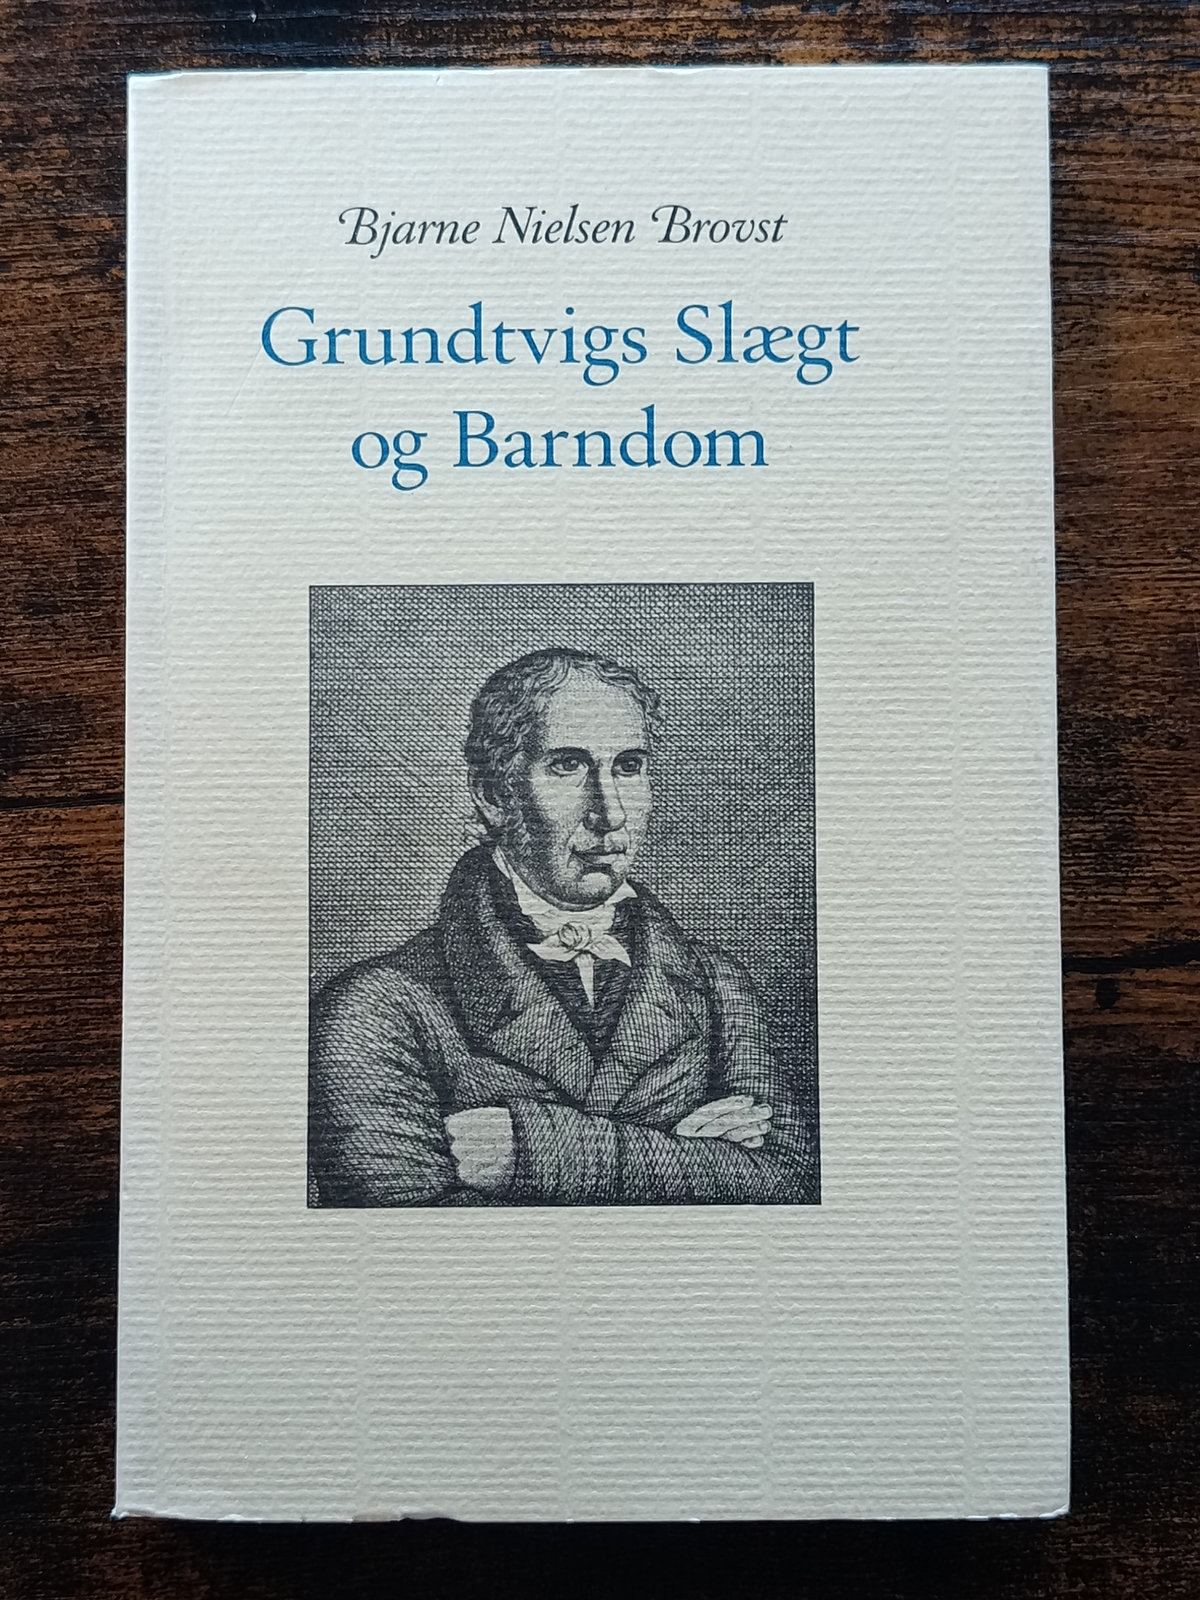 Bjarne Nielsen Brovst
Grundtvigs Slægt
og Barndom